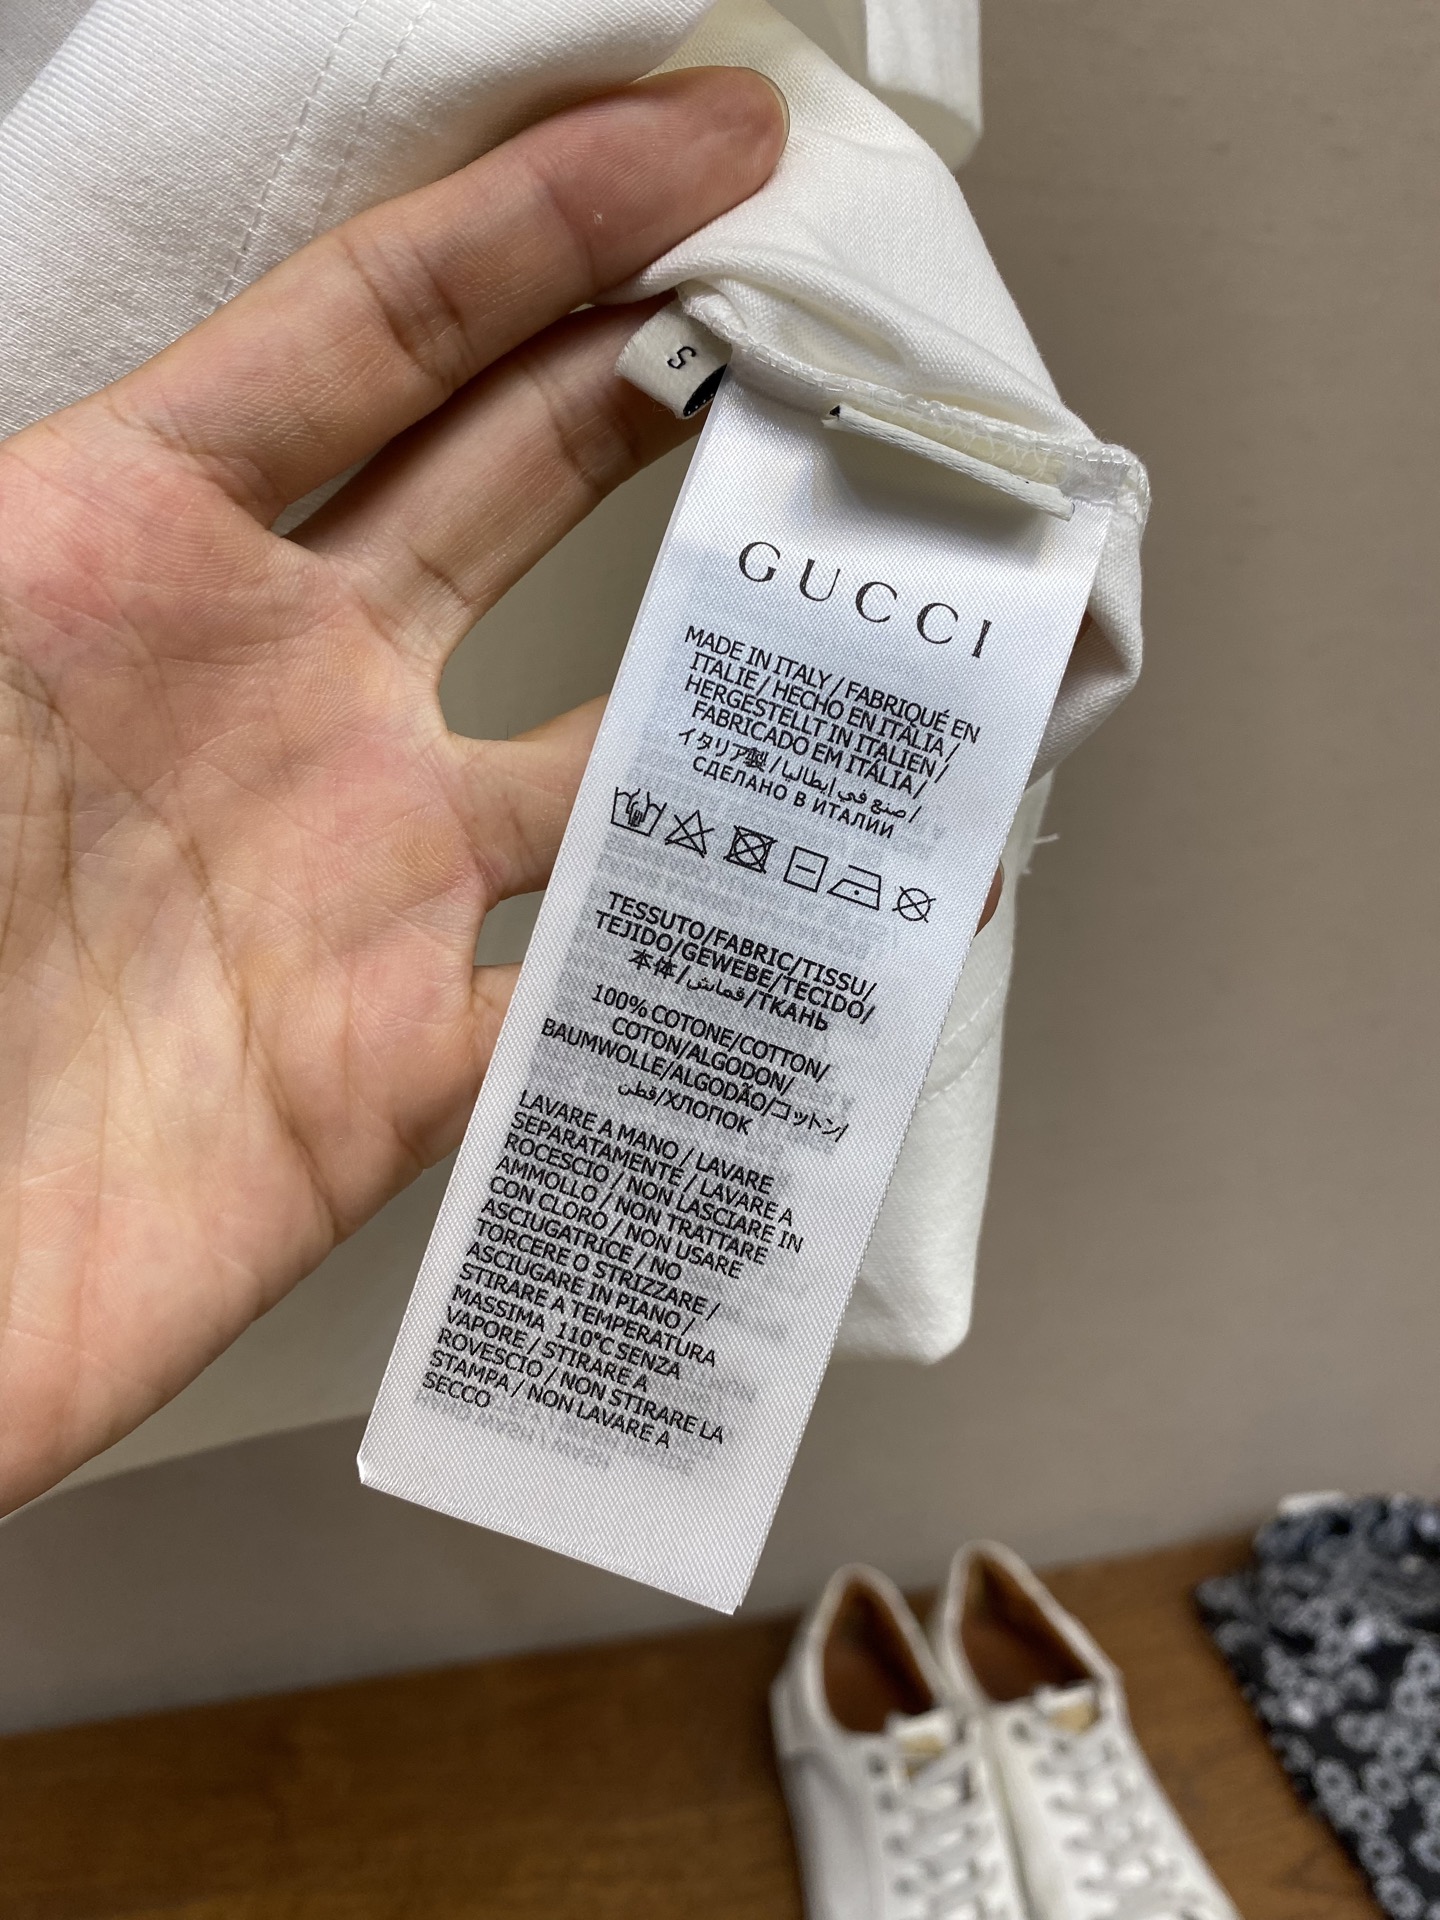 S
GUCCI
MADE IN ITALY / FABRIQUÉ EN
ITALIE / HECHO EN ITALIA /
HERGESTELLT IN ITALIEN /
FABRICADO EM ITÁLIA /
イタリア製 / صنع في إيطاليا /
СДЕЛАНО В ИТАЛИИ
TESSUTO/FABRIC/TISSU/
TEJIDO/GEWEBE/TECIDO/
本体/قماش/ТКАНЬ
100% COTONE/COTTON/
COTON/ALGODON/
BAUMWOLLE/ALGODÃO/コットン/
قطن/ХЛОПОК
LAVARE A MANO / LAVARE
SEPARATAMENTE / LAVARE A
ROCESCIO / NON LASCIARE IN
AMMOLLO / NON TRATTARE
CON CLORO / NON USARE
ASCIUGATRICE / NO
TORCERE O STRIZZARE /
ASCIUGARE IN PIANO /
STIRARE A TEMPERATURA
MASSIMA 110°C SENZA
VAPORE / STIRARE A
ROVESCIO / NON STIRARE LA
STAMPA / NON LAVARE A
SECCO